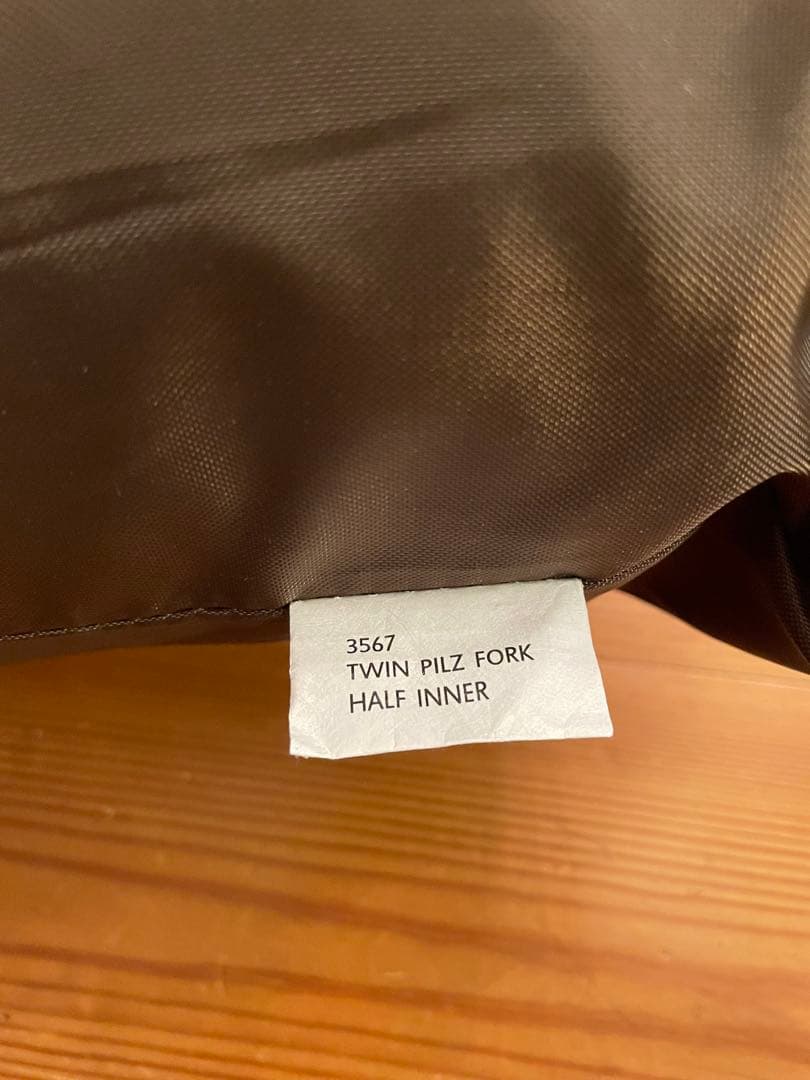 3567
TWIN PILZ FORK
HALF INNER